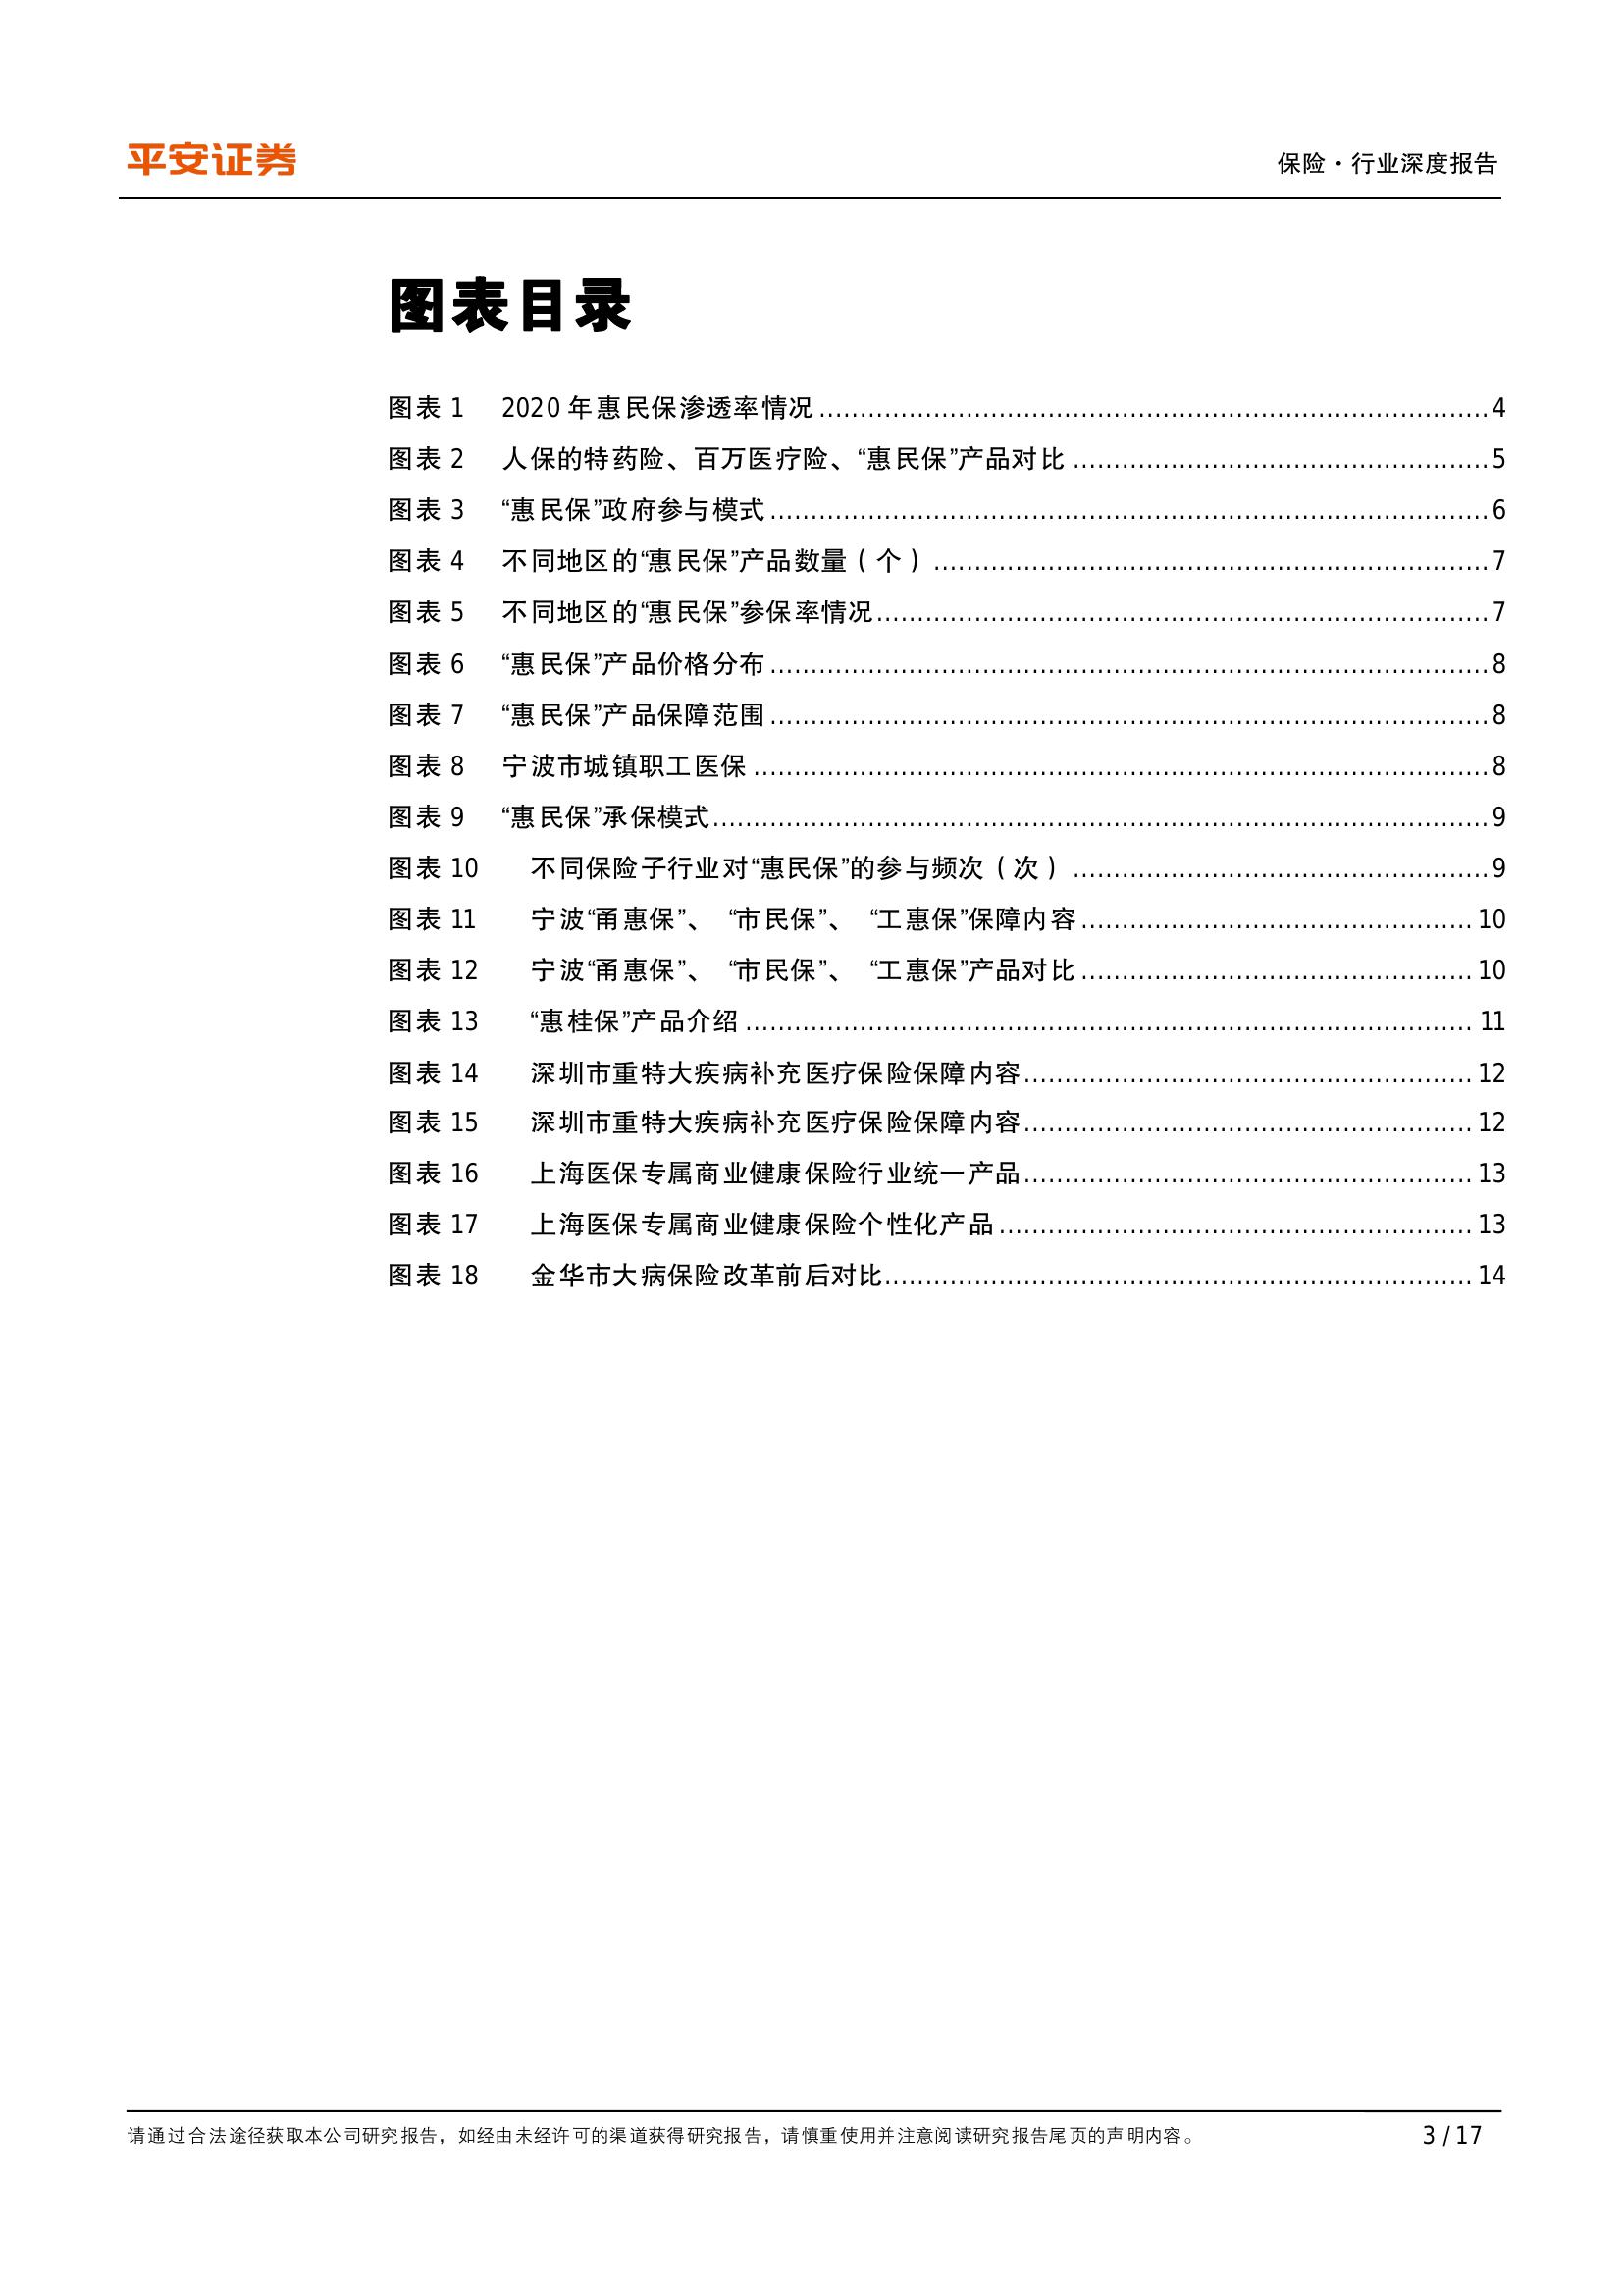 平安证券
保险·行业深度报告
图表目录
图表 1 2020 年惠民保渗透率情况 4
图表 2 人保的特药险、百万医疗险、“惠民保”产品对比 5
图表 3 “惠民保”政府参与模式 6
图表 4 不同地区的“惠民保”产品数量(个) 7
图表 5 不同地区的“惠民保”参保率情况 7
图表 6 “惠民保”产品价格分布 8
图表 7 “惠民保”产品保障范围 8
图表 8 宁波市城镇职工医保 8
图表 9 “惠民保”承保模式 9
图表 10 不同保险子行业对“惠民保”的参与频次(次) 9
图表 11 宁波“甬惠保”、“市民保”、“工惠保”保障内容 10
图表 12 宁波“甬惠保”、“市民保”、“工惠保”产品对比 10
图表 13 “惠桂保”产品介绍 11
图表 14 深圳市重特大疾病补充医疗保险保障内容 12
图表 15 深圳市重特大疾病补充医疗保险保障内容 12
图表 16 上海医保专属商业健康保险行业统一产品 13
图表 17 上海医保专属商业健康保险个性化产品 13
图表 18 金华市大病保险改革前后对比 14
请通过合法途径获取本公司研究报告，如经由未经许可的渠道获得研究报告，请慎重使用并注意阅读研究报告尾页的声明内容。
3 / 17